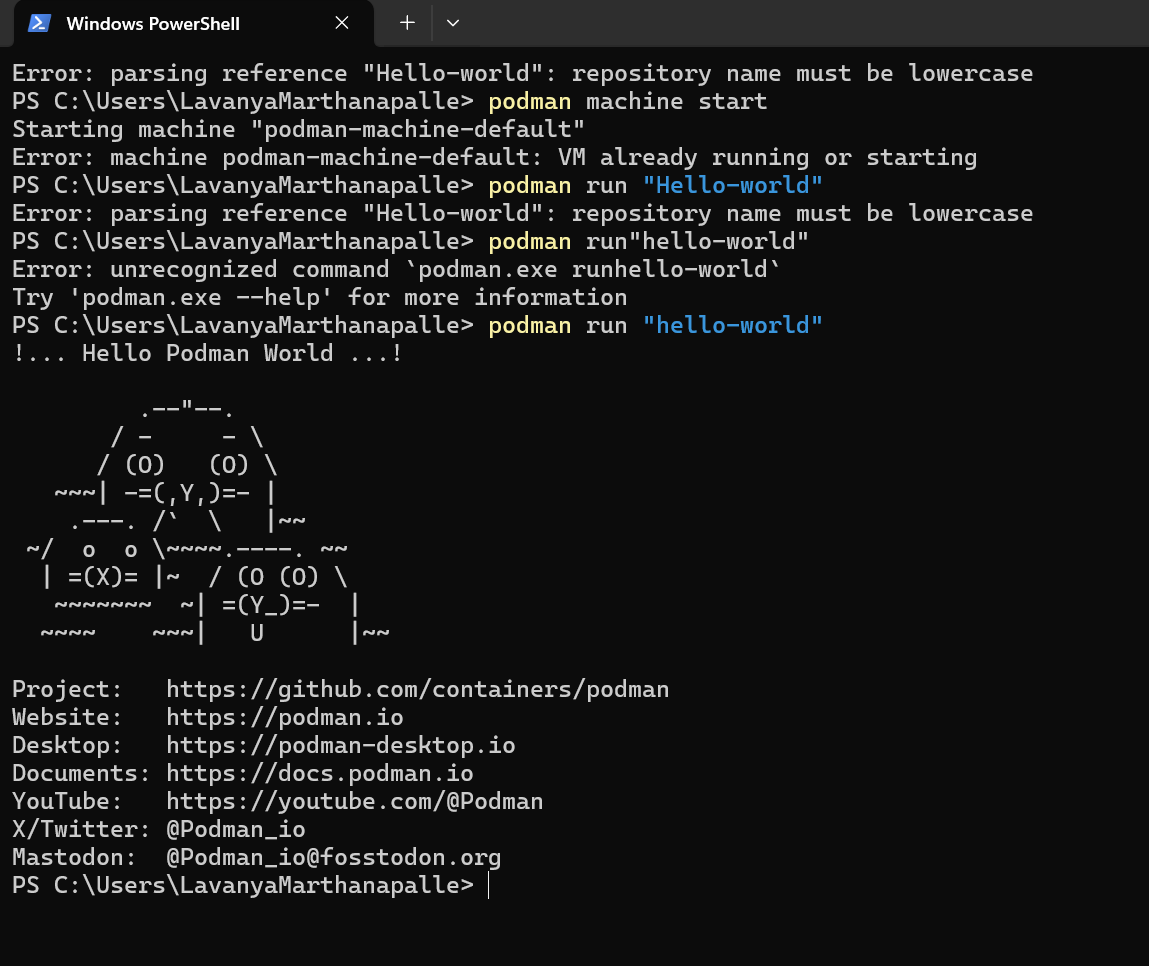 Windows PowerShell
Error: parsing reference "Hello-world": repository name must be lowercase
PS C:\Users\LavanyaMarthanapalle> podman machine start
Starting machine "podman-machine-default"
Error: machine podman-machine-default: VM already running or starting
PS C:\Users\LavanyaMarthanapalle> podman run "Hello-world"
Error: parsing reference "Hello-world": repository name must be lowercase
PS C:\Users\LavanyaMarthanapalle> podman run"hello-world"
Error: unrecognized command `podman.exe runhello-world`
Try 'podman.exe --help' for more information
PS C:\Users\LavanyaMarthanapalle> podman run "hello-world"
!... Hello Podman World ...!

         .--"--.
       / -     - \
      / (O)   (O) \
   ~~~| -=(,Y,)=- |
    .---. /`  \   |~~
 ~/  o  o \~~~~.----. ~~
  | =(X)= |~  / (O (O) \
   ~~~~~~~  ~| =(Y_)=-  |
  ~~~~    ~~~|   U      |~~

Project:   https://github.com/containers/podman
Website:   https://podman.io
Desktop:   https://podman-desktop.io
Documents: https://docs.podman.io
YouTube:   https://youtube.com/@Podman
X/Twitter: @Podman_io
Mastodon:  @Podman_io@fosstodon.org
PS C:\Users\LavanyaMarthanapalle>